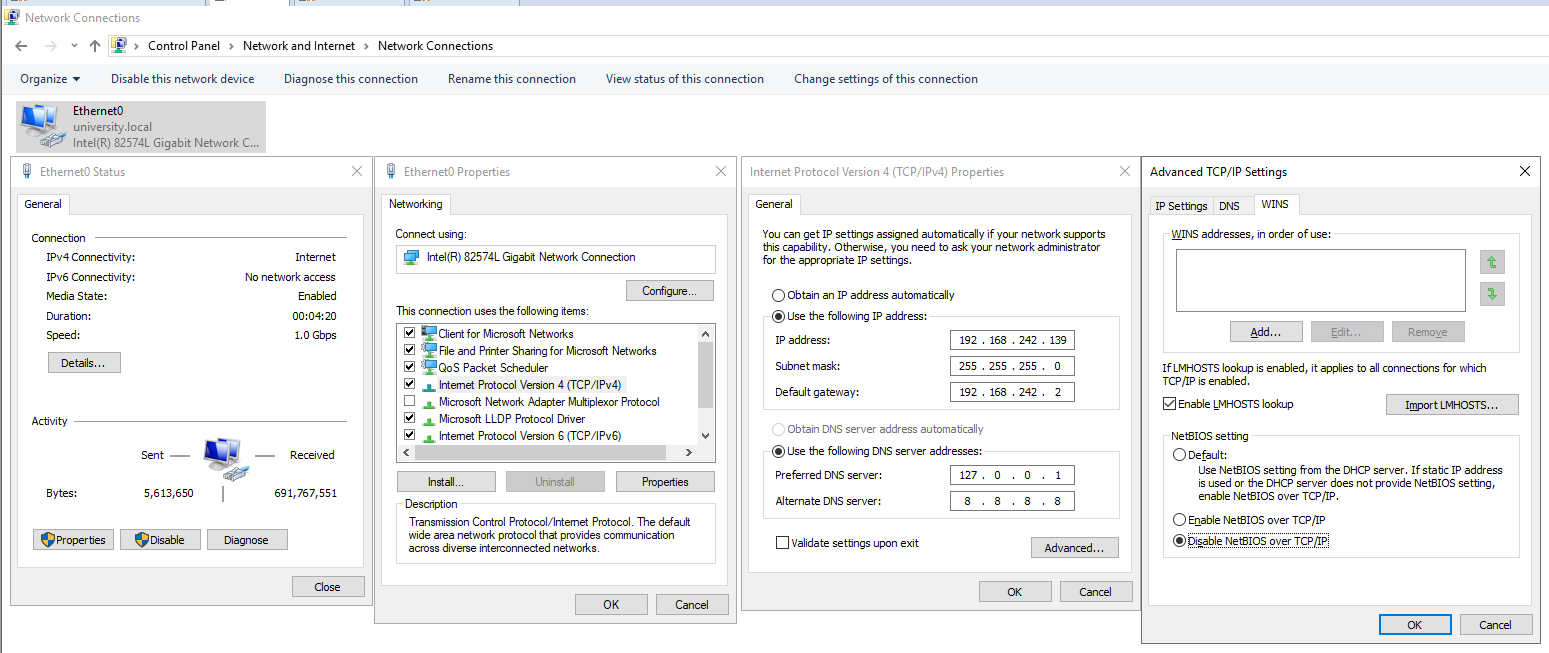 Network Connections
Control Panel > Network and Internet > Network Connections
Organize Disable this network device Diagnose this connection Rename this connection View status of this connection Change settings of this connection
Ethernet0
university.local
Intel(R) 82574L Gigabit Network C...
Ethernet0 Status
General
Connection
IPv4 Connectivity: Internet
IPv6 Connectivity: No network access
Media State: Enabled
Duration: 00:04:20
Speed: 1.0 Gbps
Details...
Activity
Sent Received
Bytes: 5,613,650 691,767,551
Properties Disable Diagnose
Close
Ethernet0 Properties
Networking
Connect using:
Intel(R) 82574L Gigabit Network Connection
Configure...
This connection uses the following items:
Client for Microsoft Networks
File and Printer Sharing for Microsoft Networks
QoS Packet Scheduler
Internet Protocol Version 4 (TCP/IPv4)
Microsoft Network Adapter Multiplexor Protocol
Microsoft LLDP Protocol Driver
Internet Protocol Version 6 (TCP/IPv6)
Install... Uninstall Properties
Description
Transmission Control Protocol/Internet Protocol. The default
wide area network protocol that provides communication
across diverse interconnected networks.
OK Cancel
Internet Protocol Version 4 (TCP/IPv4) Properties
General
You can get IP settings assigned automatically if your network supports
this capability. Otherwise, you need to ask your network administrator
for the appropriate IP settings.
Obtain an IP address automatically
Use the following IP address:
IP address: 192 . 168 . 242 . 139
Subnet mask: 255 . 255 . 255 . 0
Default gateway: 192 . 168 . 242 . 2
Obtain DNS server address automatically
Use the following DNS server addresses:
Preferred DNS server: 127 . 0 . 0 . 1
Alternate DNS server: 8 . 8 . 8 . 8
Validate settings upon exit
Advanced...
OK Cancel
Advanced TCP/IP Settings
IP Settings DNS WINS
WINS addresses, in order of use:
Add... Edit... Remove
If LMHOSTS lookup is enabled, it applies to all connections for which
TCP/IP is enabled.
Enable LMHOSTS lookup
Import LMHOSTS...
NetBIOS setting
Default:
Use NetBIOS setting from the DHCP server. If static IP address
is used or the DHCP server does not provide NetBIOS setting,
enable NetBIOS over TCP/IP.
Enable NetBIOS over TCP/IP
Disable NetBIOS over TCP/IP
OK Cancel